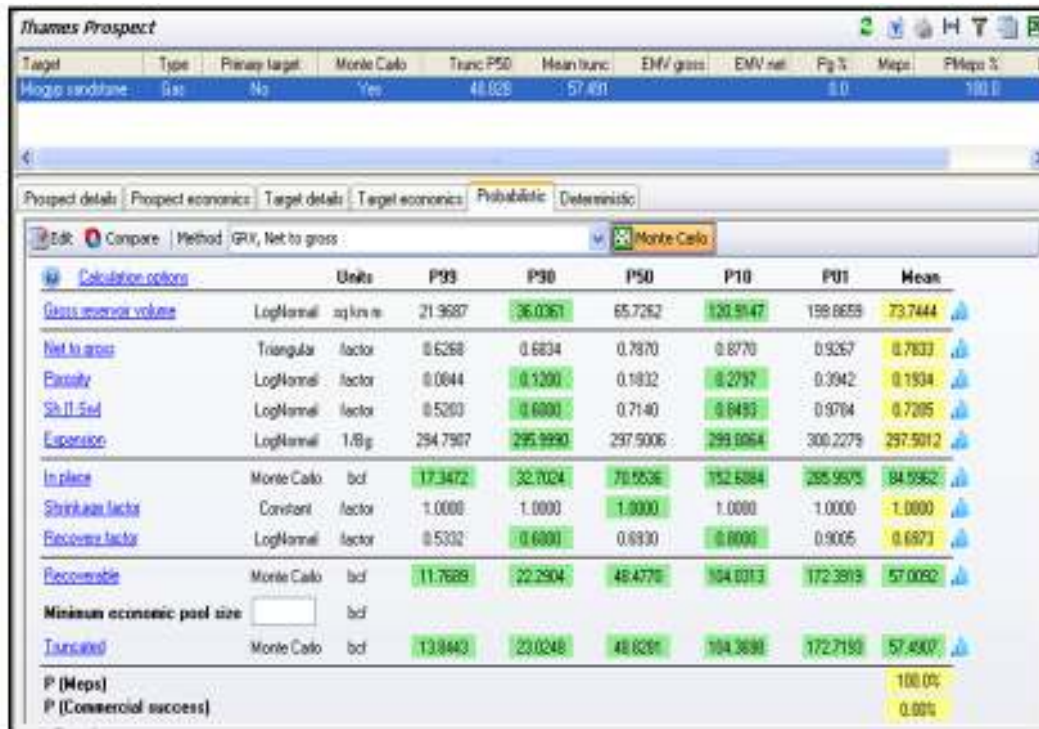 Thames Prospect
Target Type Primary target Monte Carlo Trunc P50 Mean trunc EMV gross EMV net Pg % Meps PMeps %
Miogyp sandstone Gas No Yes 48.828 57.491 0.0 100.0
Prospect details Prospect economics Target details Target economics Probabilistic Deterministic
Edit Compare Method GRV, Net to gross Monte Carlo
Calculation options Units P99 P90 P50 P10 P01 Mean
Gross reservoir volume LogNormal sq km m 21.9687 36.0361 65.7262 120.9147 199.8659 73.7444
Net to gross Triangular factor 0.6268 0.6834 0.7870 0.8770 0.9267 0.7833
Porosity LogNormal factor 0.0844 0.1200 0.1832 0.2797 0.3942 0.1934
LogNormal factor 0.5203 0.6000 0.7140 0.8493 0.9784 0.7205
Expansion LogNormal 1/Bg 294.7907 295.9990 297.5006 299.0064 300.2279 297.5012
In place Monte Carlo bcf 17.3472 32.7024 70.5536 152.6084 285.9975 84.5962
Shrinkage factor Constant factor 1.0000 1.0000 1.0000 1.0000 1.0000 1.0000
Recovery factor LogNormal factor 0.5332 0.6000 0.6930 0.8000 0.9005 0.6973
Recoverable Monte Carlo bcf 11.7689 22.2904 48.4770 104.0313 172.3919 57.0092
Minimum economic pool size bcf
Truncated Monte Carlo bcf 13.8443 23.0248 48.8281 104.3698 172.7193 57.4907
P (Meps) 100.0%
P (Commercial success) 0.00%